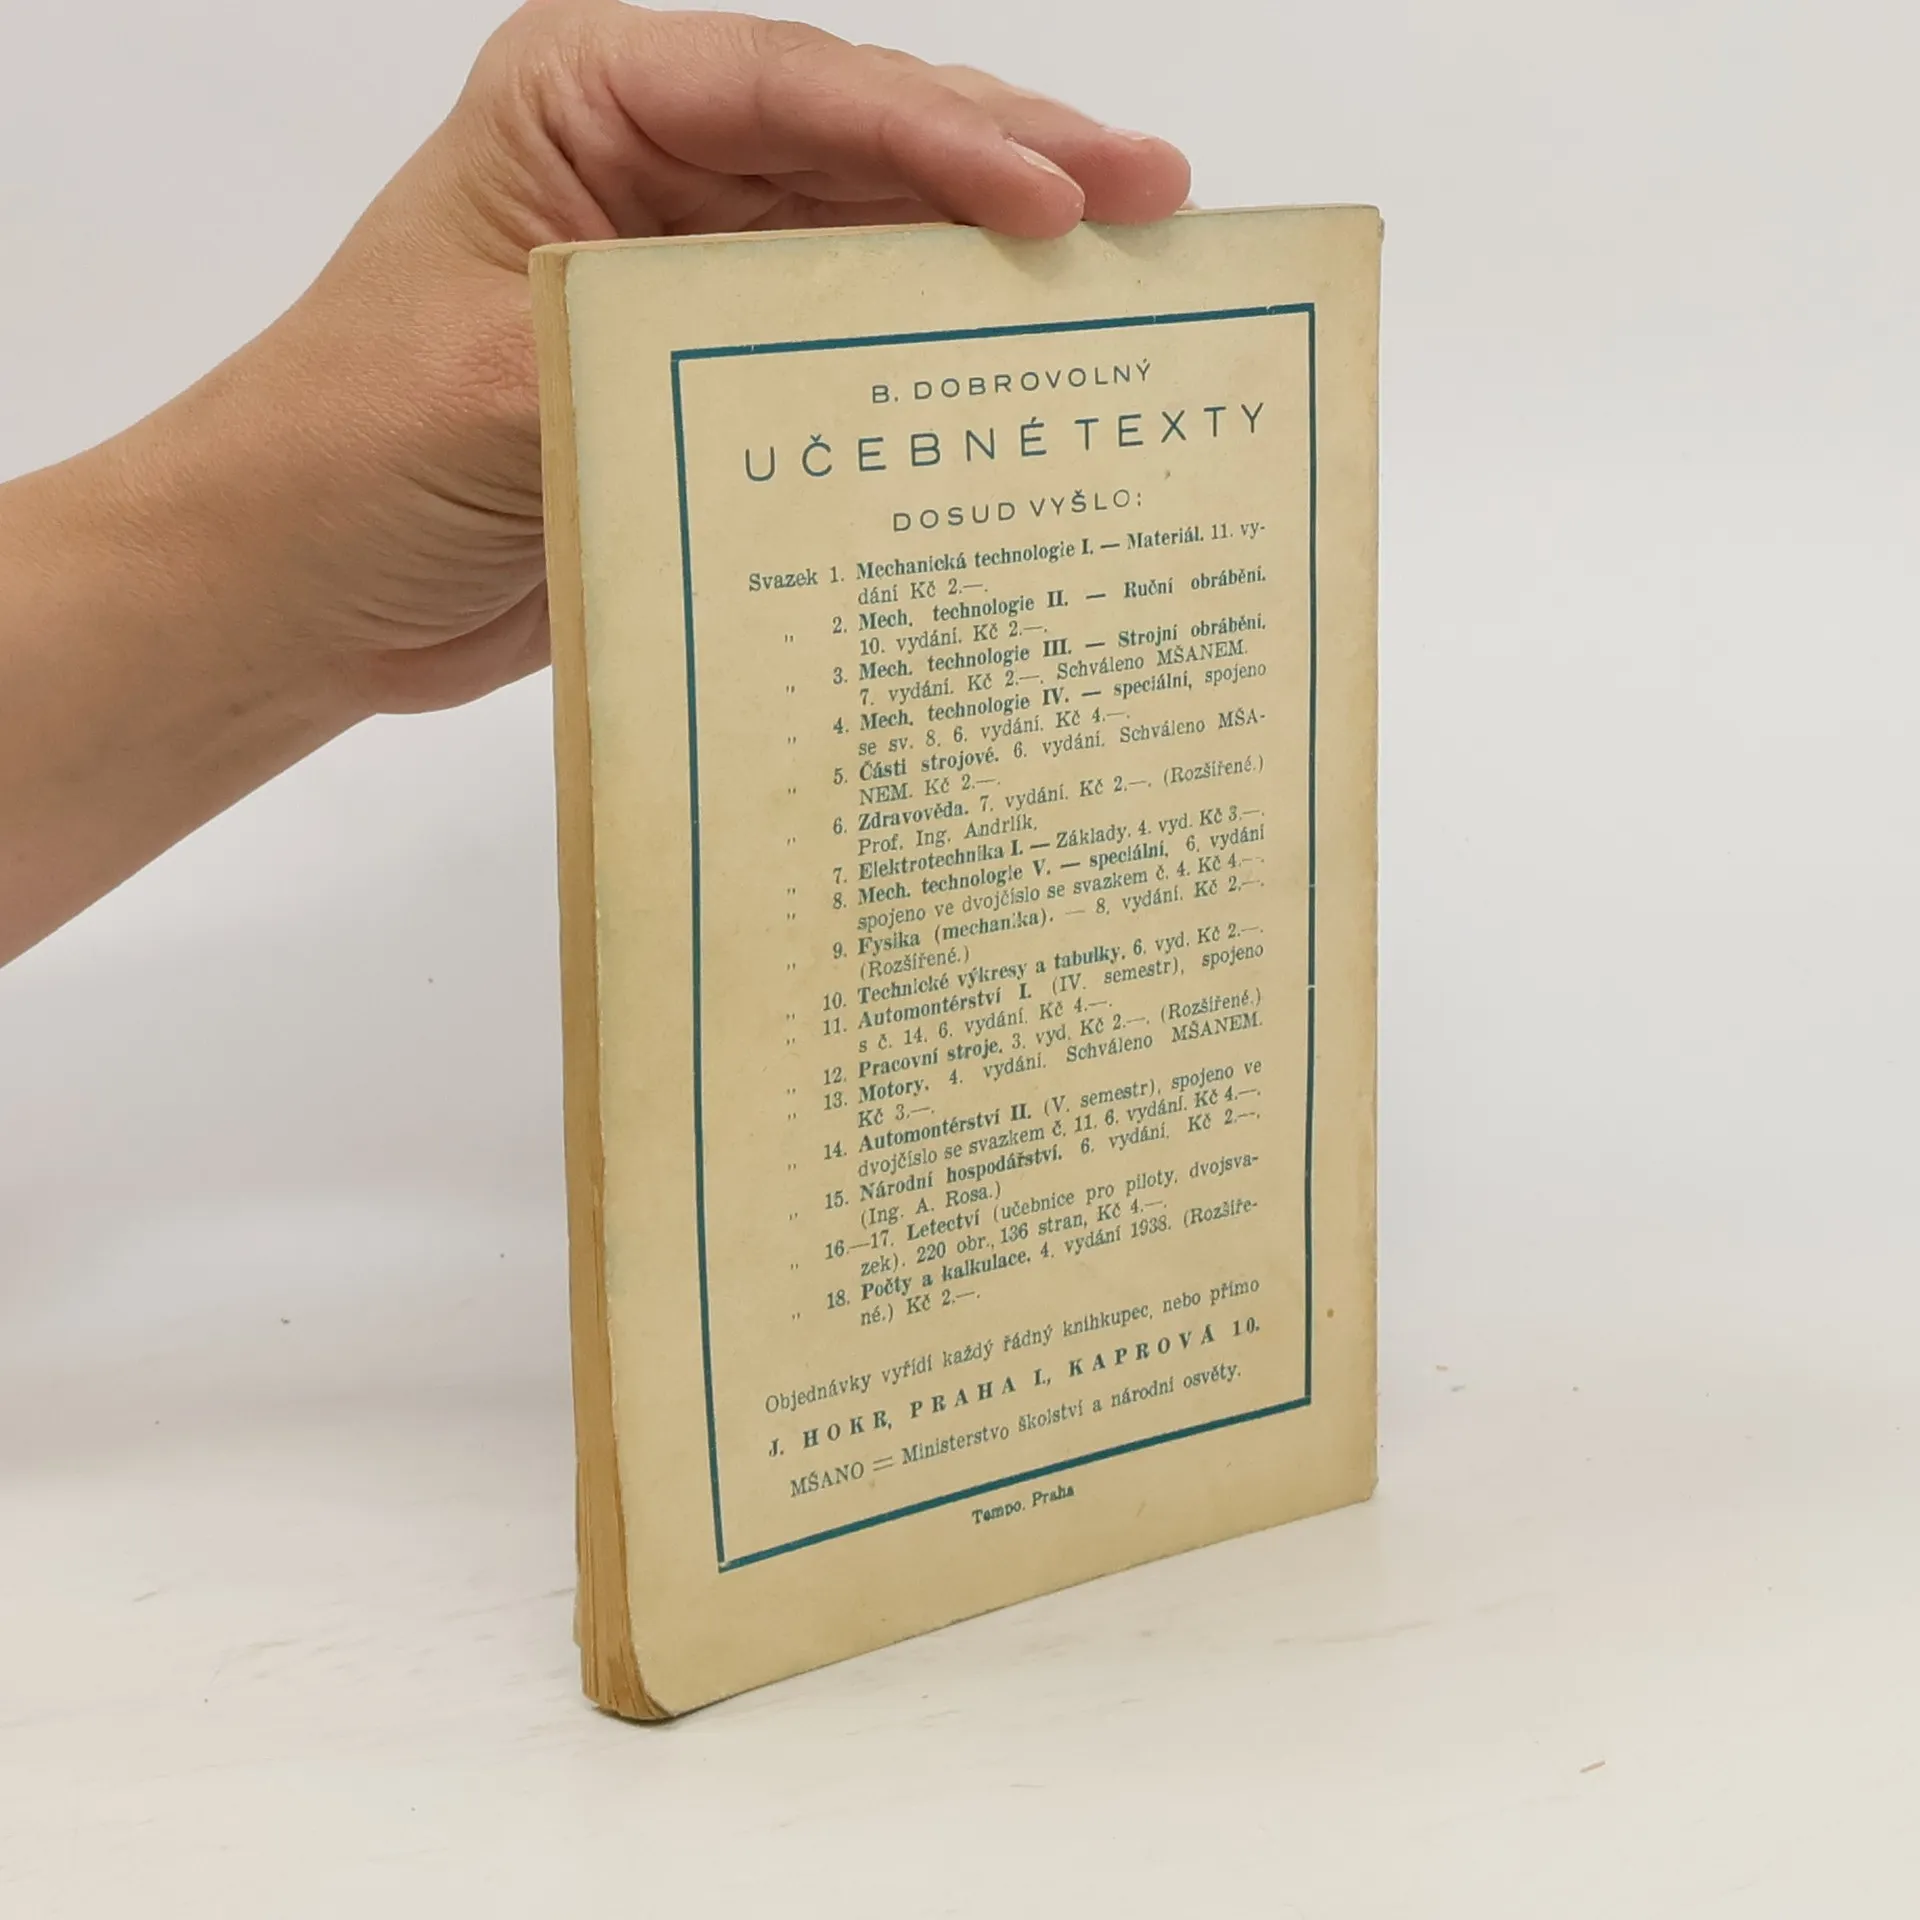 B. DOBROVOLNÝ
UČEBNÉ TEXTY
DOSUD VYŠLO:
Svazek 1. Mechanická technologie I. — Materiál. 11. vy-
dání Kč 2.—.
„ 2. Mech. technologie II. — Ruční obrábění.
10. vydání. Kč 2.—.
„ 3. Mech. technologie III. — Strojní obrábění.
7. vydání. Kč 2.—. Schváleno MŠANEM.
„ 4. Mech. technologie IV. — speciální, spojeno
se sv. 8. 6. vydání. Kč 4.—.
„ 5. Části strojové. 6. vydání. Schváleno MŠA-
NEM. Kč 2.—.
„ 6. Zdravověda. 7. vydání. Kč 2.—. (Rozšířené.)
Prof. Ing. Andrlík.
„ 7. Elektrotechnika I. — Základy. 4. vyd. Kč 3.—.
„ 8. Mech. technologie V. — speciální. 6. vydání
spojeno ve dvojčíslo se svazkem č. 4. Kč 4.—.
„ 9. Fysika (mechanika). — 8. vydání. Kč 2.—.
(Rozšířené.)
„ 10. Technické výkresy a tabulky. 6. vyd. Kč 2.—.
„ 11. Automontérství I. (IV. semestr), spojeno
s č. 14. 6. vydání. Kč 4.—.
„ 12. Pracovní stroje. 3. vyd. Kč 2.—. (Rozšířené.)
„ 13. Motory. 4. vydání. Schváleno MŠANEM.
Kč 3.—.
„ 14. Automontérství II. (V. semestr), spojeno ve
dvojčíslo se svazkem č. 11. 6. vydání. Kč 4.—.
„ 15. Národní hospodářství. 6. vydání. Kč 2.—.
(Ing. A. Rosa.)
„ 16.—17. Letectví (učebnice pro piloty, dvojsva-
zek). 220 obr., 136 stran, Kč 4.—.
„ 18. Počty a kalkulace. 4. vydání 1938. (Rozšíře-
né.) Kč 2.—.
Objednávky vyřídí každý řádný knihkupec, nebo přímo
J. HOKR, PRAHA I., KAPROVA 10.
MŠANO = Ministerstvo školství a národní osvěty.
Tempo. Praha